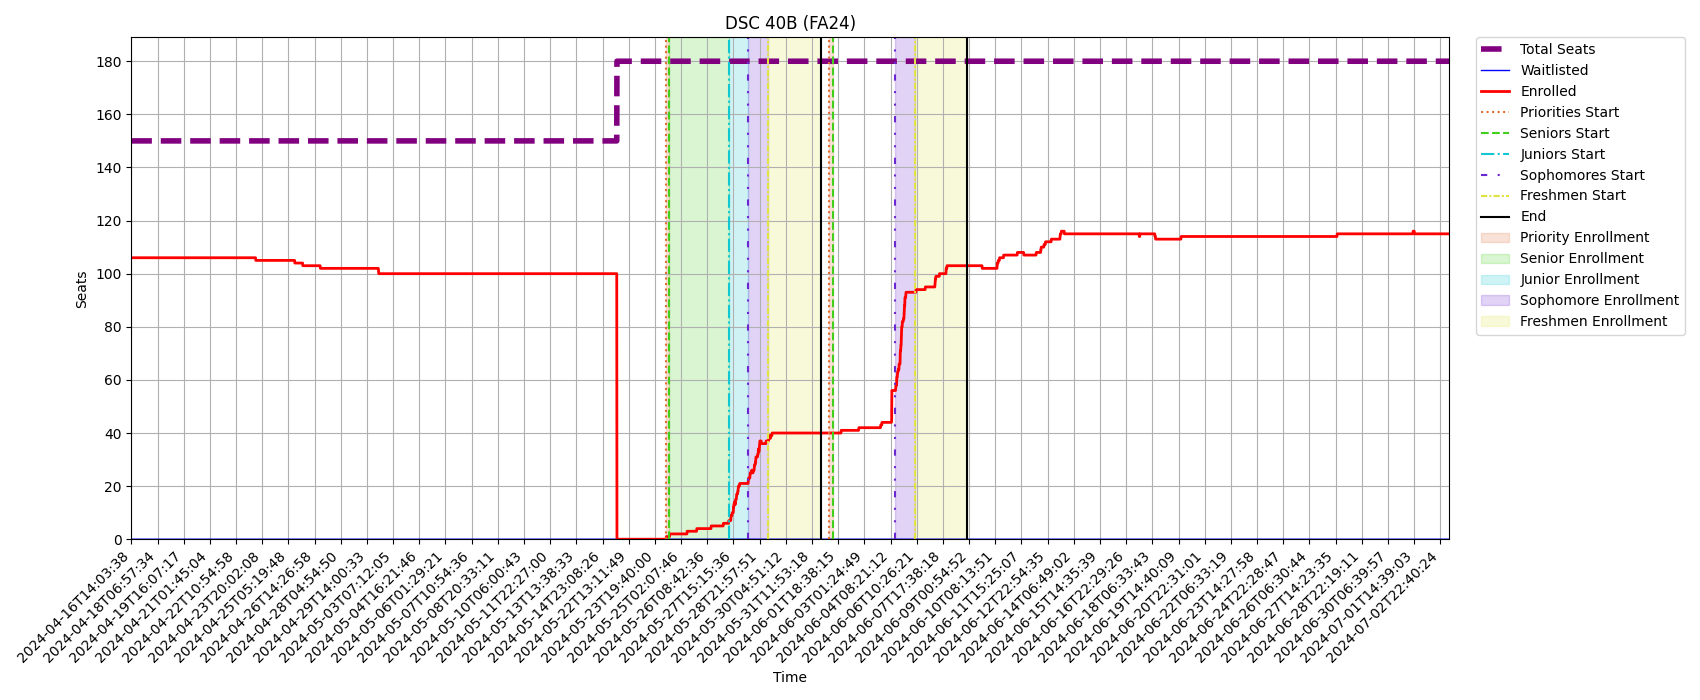 DSC 40B (FA24)
Seats
180
160
140
120
100
80
60
40
20
0
2024-04-16T14:03:38
2024-04-18T06:57:34
2024-04-19T16:07:17
2024-04-21T01:45:04
2024-04-22T10:54:58
2024-04-23T20:02:08
2024-04-25T05:19:48
2024-04-26T14:26:58
2024-04-28T04:54:50
2024-04-29T14:00:33
2024-05-03T07:12:05
2024-05-04T16:21:46
2024-05-06T01:29:21
2024-05-07T10:54:36
2024-05-08T20:33:11
2024-05-10T06:00:43
2024-05-11T22:27:00
2024-05-13T13:38:33
2024-05-14T23:08:26
2024-05-22T13:11:49
2024-05-23T19:40:00
2024-05-25T02:07:46
2024-05-26T08:42:36
2024-05-27T15:15:36
2024-05-28T21:57:51
2024-05-30T04:51:12
2024-05-31T11:53:18
2024-06-01T18:38:15
2024-06-03T01:24:49
2024-06-04T08:21:12
2024-06-06T10:26:21
2024-06-07T17:38:18
2024-06-09T00:54:52
2024-06-10T08:13:51
2024-06-11T15:25:07
2024-06-12T22:54:35
2024-06-14T06:49:02
2024-06-15T14:35:39
2024-06-16T22:29:26
2024-06-18T06:33:43
2024-06-19T14:40:09
2024-06-20T22:31:01
2024-06-22T06:33:19
2024-06-23T14:27:58
2024-06-24T22:28:47
2024-06-26T06:30:44
2024-06-27T14:23:35
2024-06-28T22:19:11
2024-06-30T06:39:57
2024-07-01T14:39:03
2024-07-02T22:40:24
Time
Total Seats
Waitlisted
Enrolled
Priorities Start
Seniors Start
Juniors Start
Sophomores Start
Freshmen Start
End
Priority Enrollment
Senior Enrollment
Junior Enrollment
Sophomore Enrollment
Freshmen Enrollment